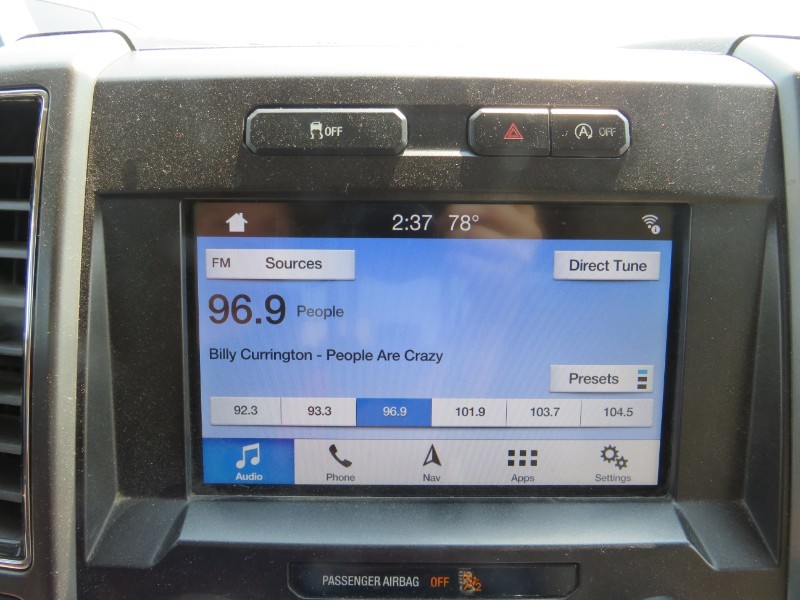 OFF
A OFF
2:37 78°
FM Sources
Direct Tune
96.9 People
Billy Currington - People Are Crazy
Presets
92.3 93.3 96.9 101.9 103.7 104.5
Audio Phone Nav Apps Settings
PASSENGER AIRBAG OFF